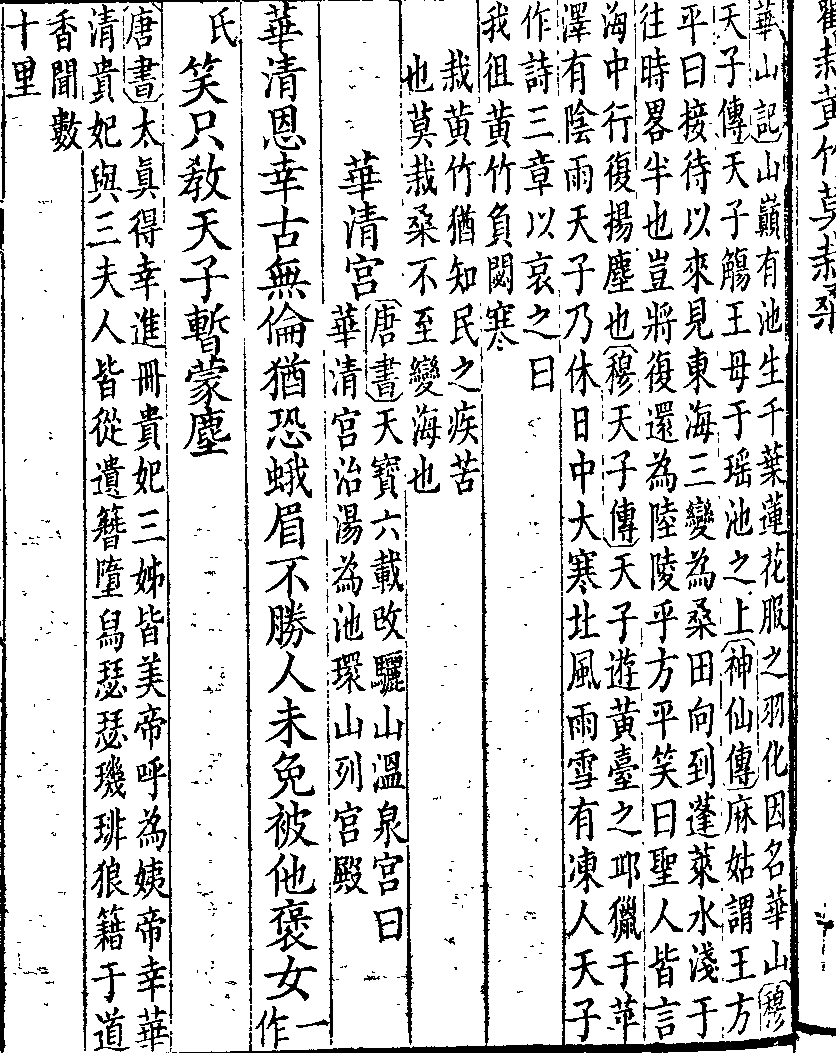 勸栽黃竹莫栽桑
華山記山巔有池生千葉蓮花服之羽化因名華山穆
天子傳天子觴王母于瑤池之上神仙傳麻姑謂王方
平曰接待以來見東海三變為桑田向到蓬萊水淺于
往時畧半也豈將復還為陸陵乎方平笑曰聖人皆言
海中行復揚塵也穆天子傳天子遊黃臺之邱獵于苹
澤有陰雨天子乃休日中大寒北風雨雪有凍人天子
作詩三章以哀之曰
我徂黃竹負閟寒
栽黃竹猶知民之疾苦
也莫栽桑不至變海也
華清宮
唐書天寶六載改驪山溫泉宮曰
華清宮治湯為池環山列宮殿
華清恩幸古無倫猶恐蛾眉不勝人未免被他褒女一作
氏笑只教天子暫蒙塵
唐書太真得幸進冊貴妃三姊皆美帝呼為姨帝幸華
清貴妃與三夫人皆從遺簪墮舄瑟瑟璣琲狼籍于道
香聞數
十里